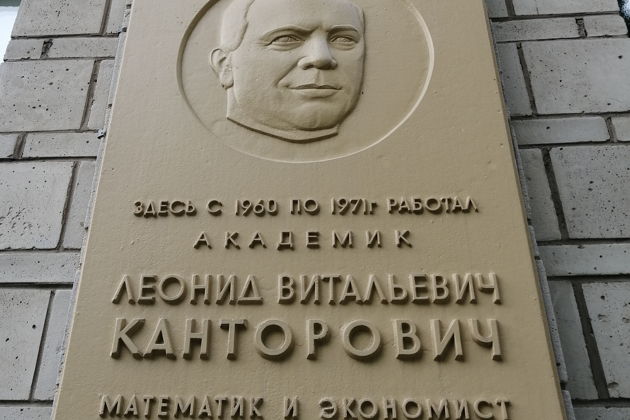 ЗДЕСЬ С 1960 ПО 1971г РАБОТАЛ
АКАДЕМИК
ЛЕОНИД ВИТАЛЬЕВИЧ
КАНТОРОВИЧ
МАТЕМАТИК И ЭКОНОМИСТ